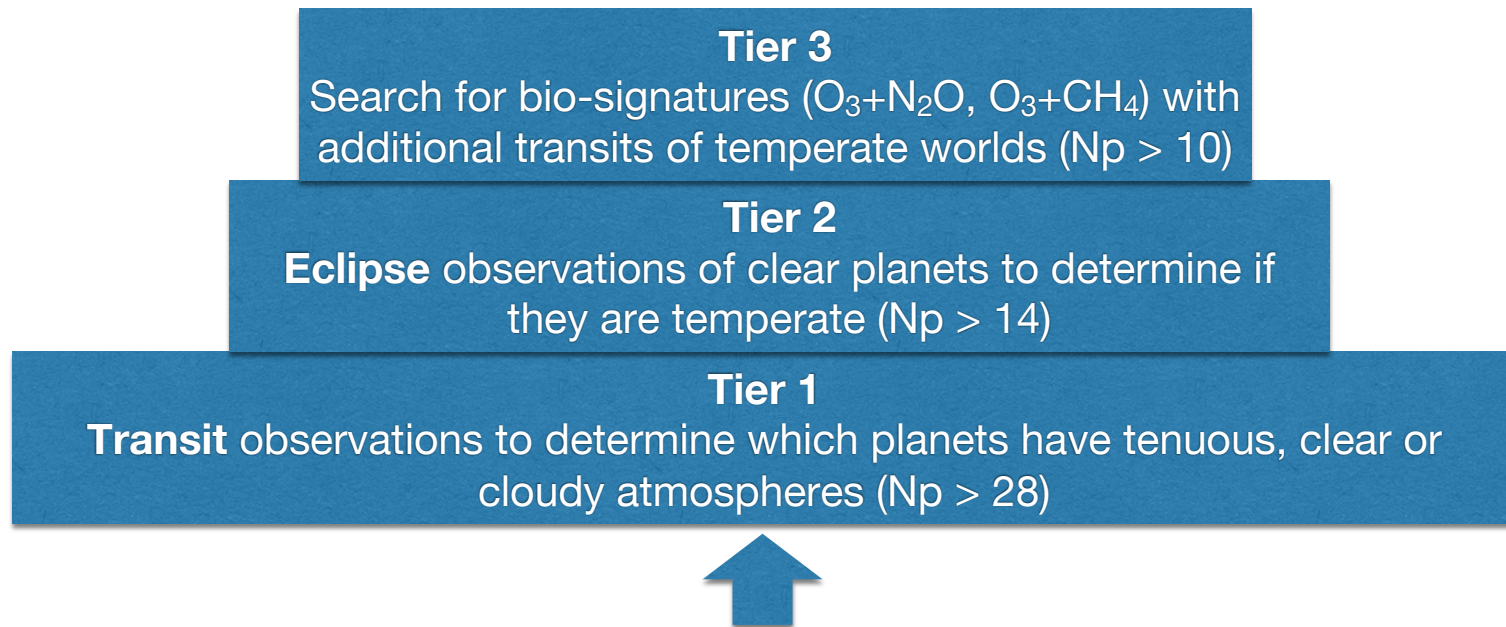 Tier 3
Search for bio-signatures (O₃+N₂O, O₃+CH₄) with
additional transits of temperate worlds (Np > 10)
Tier 2
Eclipse observations of clear planets to determine if
they are temperate (Np > 14)
Tier 1
Transit observations to determine which planets have tenuous, clear or
cloudy atmospheres (Np > 28)